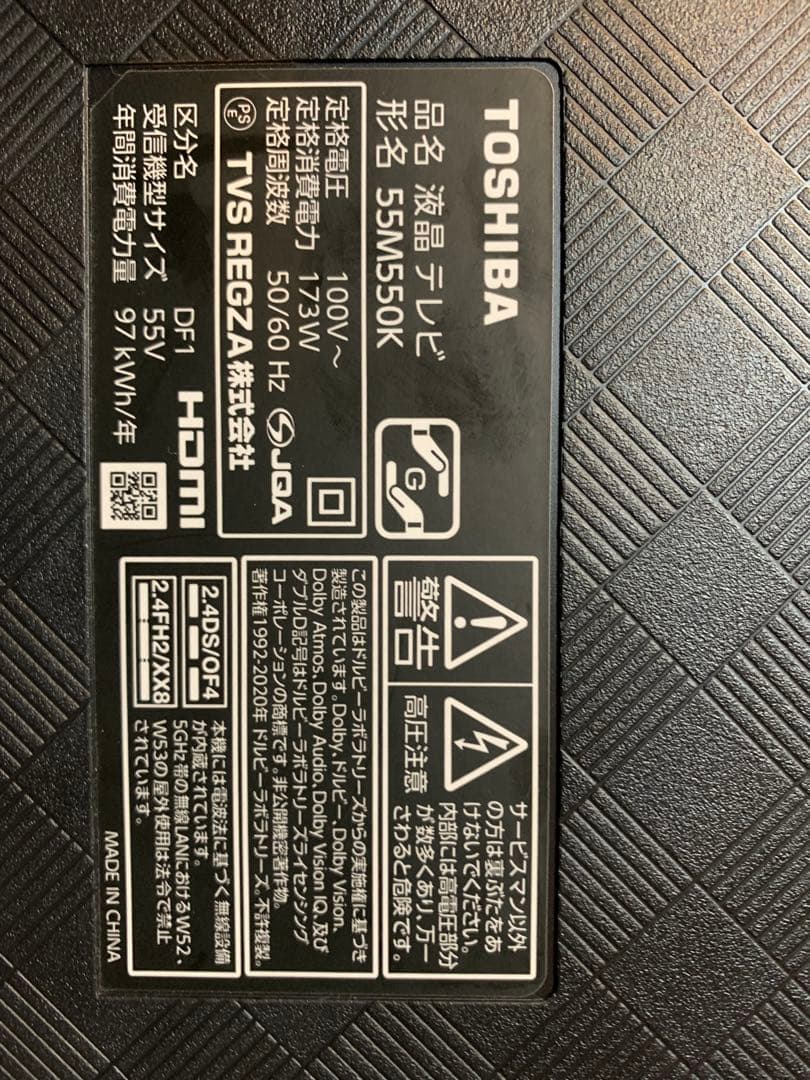 TOSHIBA
品名 液晶テレビ
形名 55M550K
G
定格電圧 100V～
定格消費電力 173W
定格周波数 50/60 Hz
PS
E
TVS REGZA株式会社
JQA
区分名 DF1
受信機型サイズ 55V
年間消費電力量 97 kWh/年
HDMI
警告
高圧注意
サービスマン以外
の方は裏ぶたをあ
けないでください。
内部には高電圧部分
が数多くあり、万一
さわると危険です。
この製品はドルビーラボラトリーズからの実施権に基づき
製造されています。Dolby、ドルビー、Dolby Vision、
Dolby Atmos、Dolby Audio、Dolby Vision IQ、及び
ダブルD記号はドルビーラボラトリーズライセンシング
コーポレーションの商標です。非公開機密著作物。
著作権1992-2020年 ドルビーラボラトリーズ。不許複製。
2.4DS/OF4
2.4FH2/XX8
本機には電波法に基づく無線設備
が内蔵されています。
5GHz 帯の無線LANにおけるW52、
W53の屋外使用は法令で禁止
されています。
MADE IN CHINA